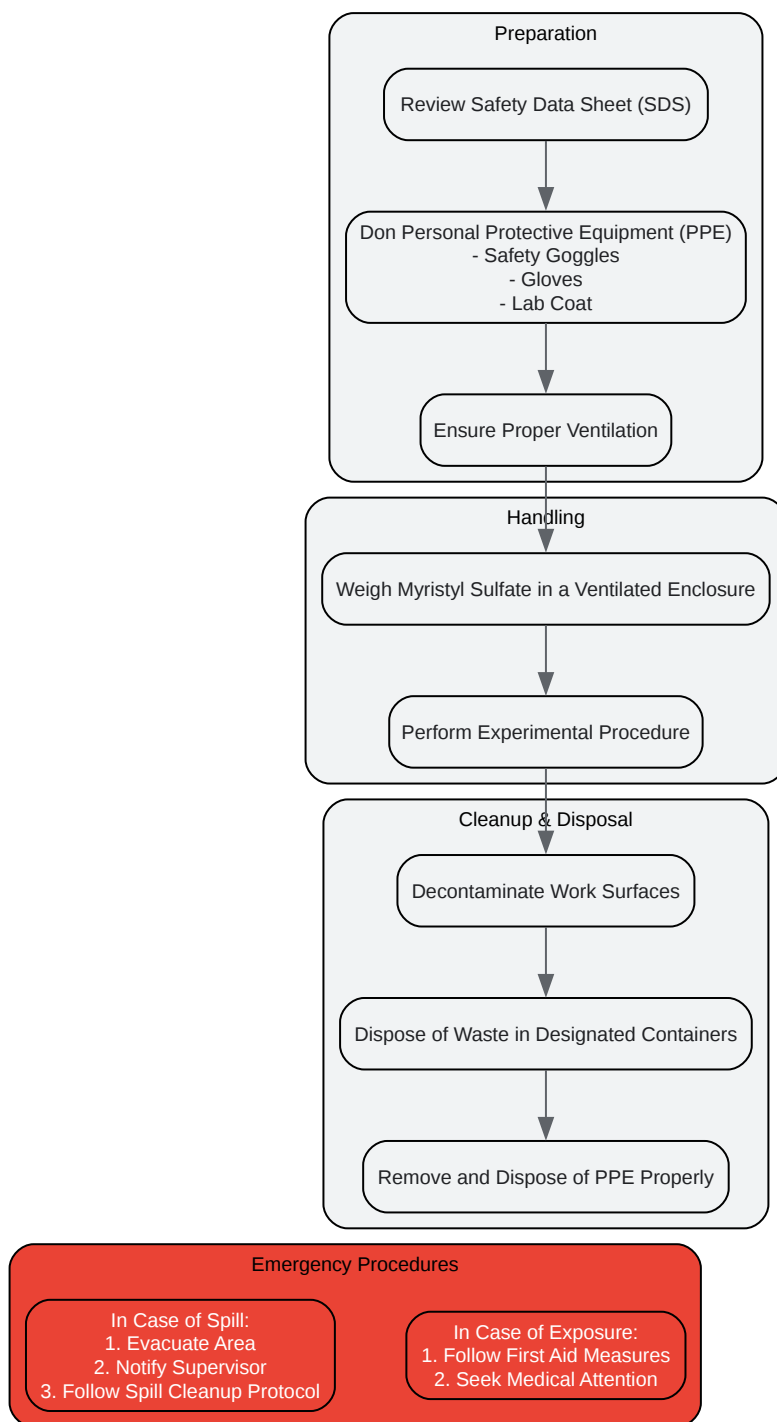 Preparation
Review Safety Data Sheet (SDS)
Don Personal Protective Equipment (PPE)
- Safety Goggles
- Gloves
- Lab Coat
Ensure Proper Ventilation
Handling
Weigh Myristyl Sulfate in a Ventilated Enclosure
Perform Experimental Procedure
Cleanup & Disposal
Decontaminate Work Surfaces
Dispose of Waste in Designated Containers
Remove and Dispose of PPE Properly
Emergency Procedures
In Case of Spill:
1. Evacuate Area
2. Notify Supervisor
3. Follow Spill Cleanup Protocol
In Case of Exposure:
1. Follow First Aid Measures
2. Seek Medical Attention